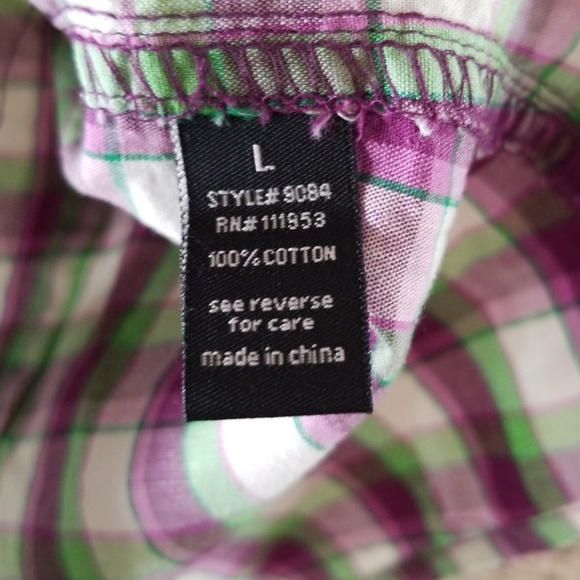 L
STYLE# 9084
RN# 111953
100% COTTON
see reverse
for care
made in china